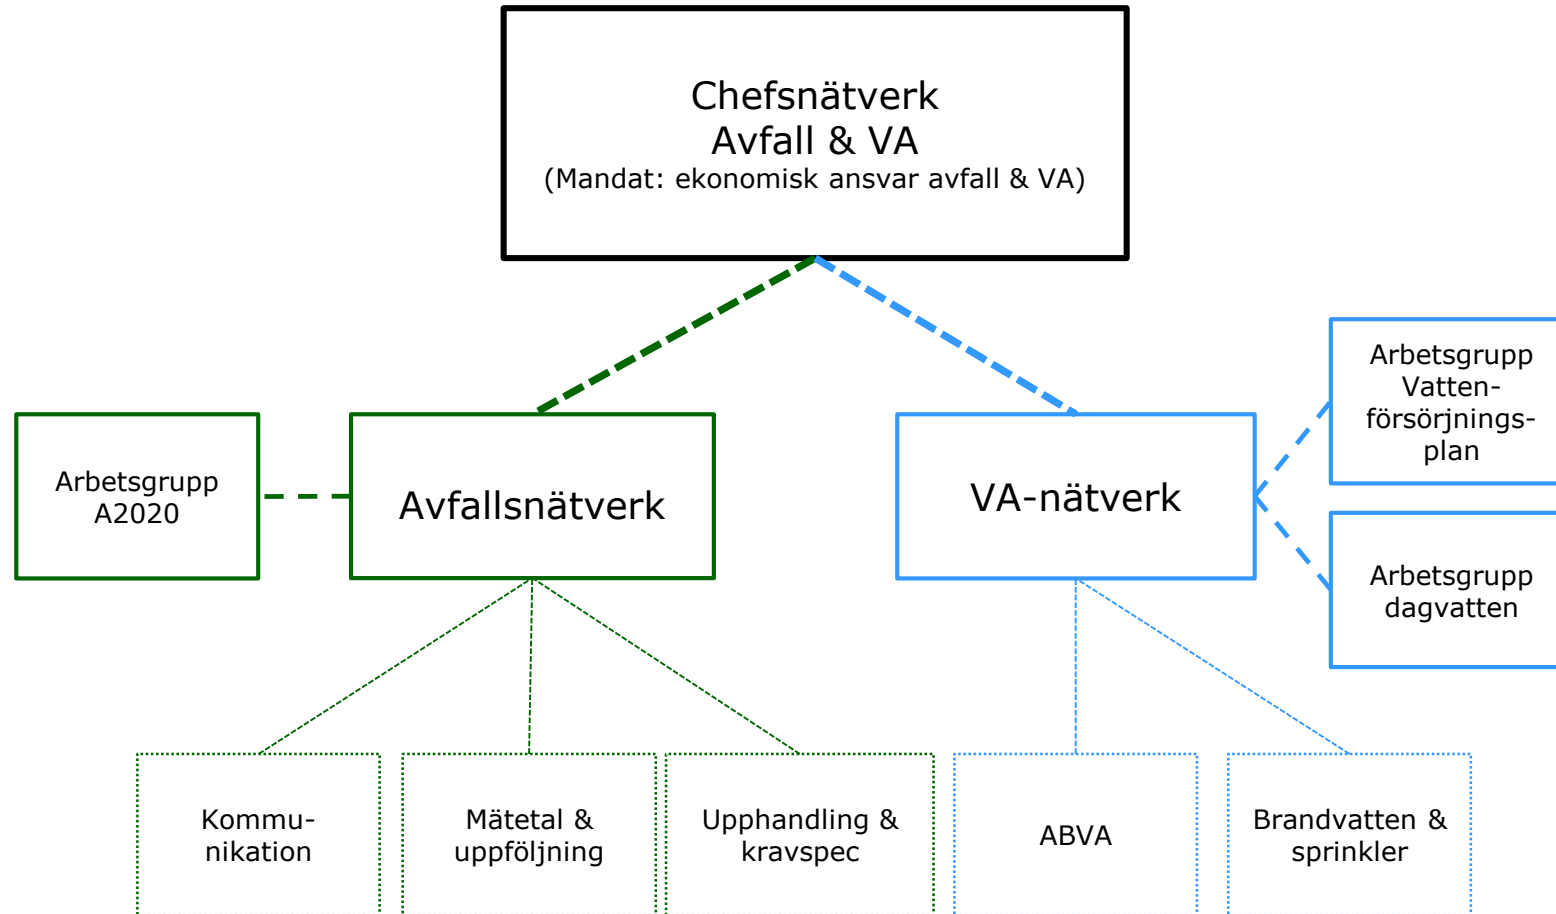 Chefsnätverk
Avfall & VA
(Mandat: ekonomisk ansvar avfall & VA)
Arbetsgrupp
Vatten-
försörjnings-
plan
Arbetsgrupp
A2020
Avfallsnätverk
VA-nätverk
Arbetsgrupp
dagvatten
Kommu-
nikation
Mätetal &
uppföljning
Upphandling &
kravspec
ABVA
Brandvatten &
sprinkler